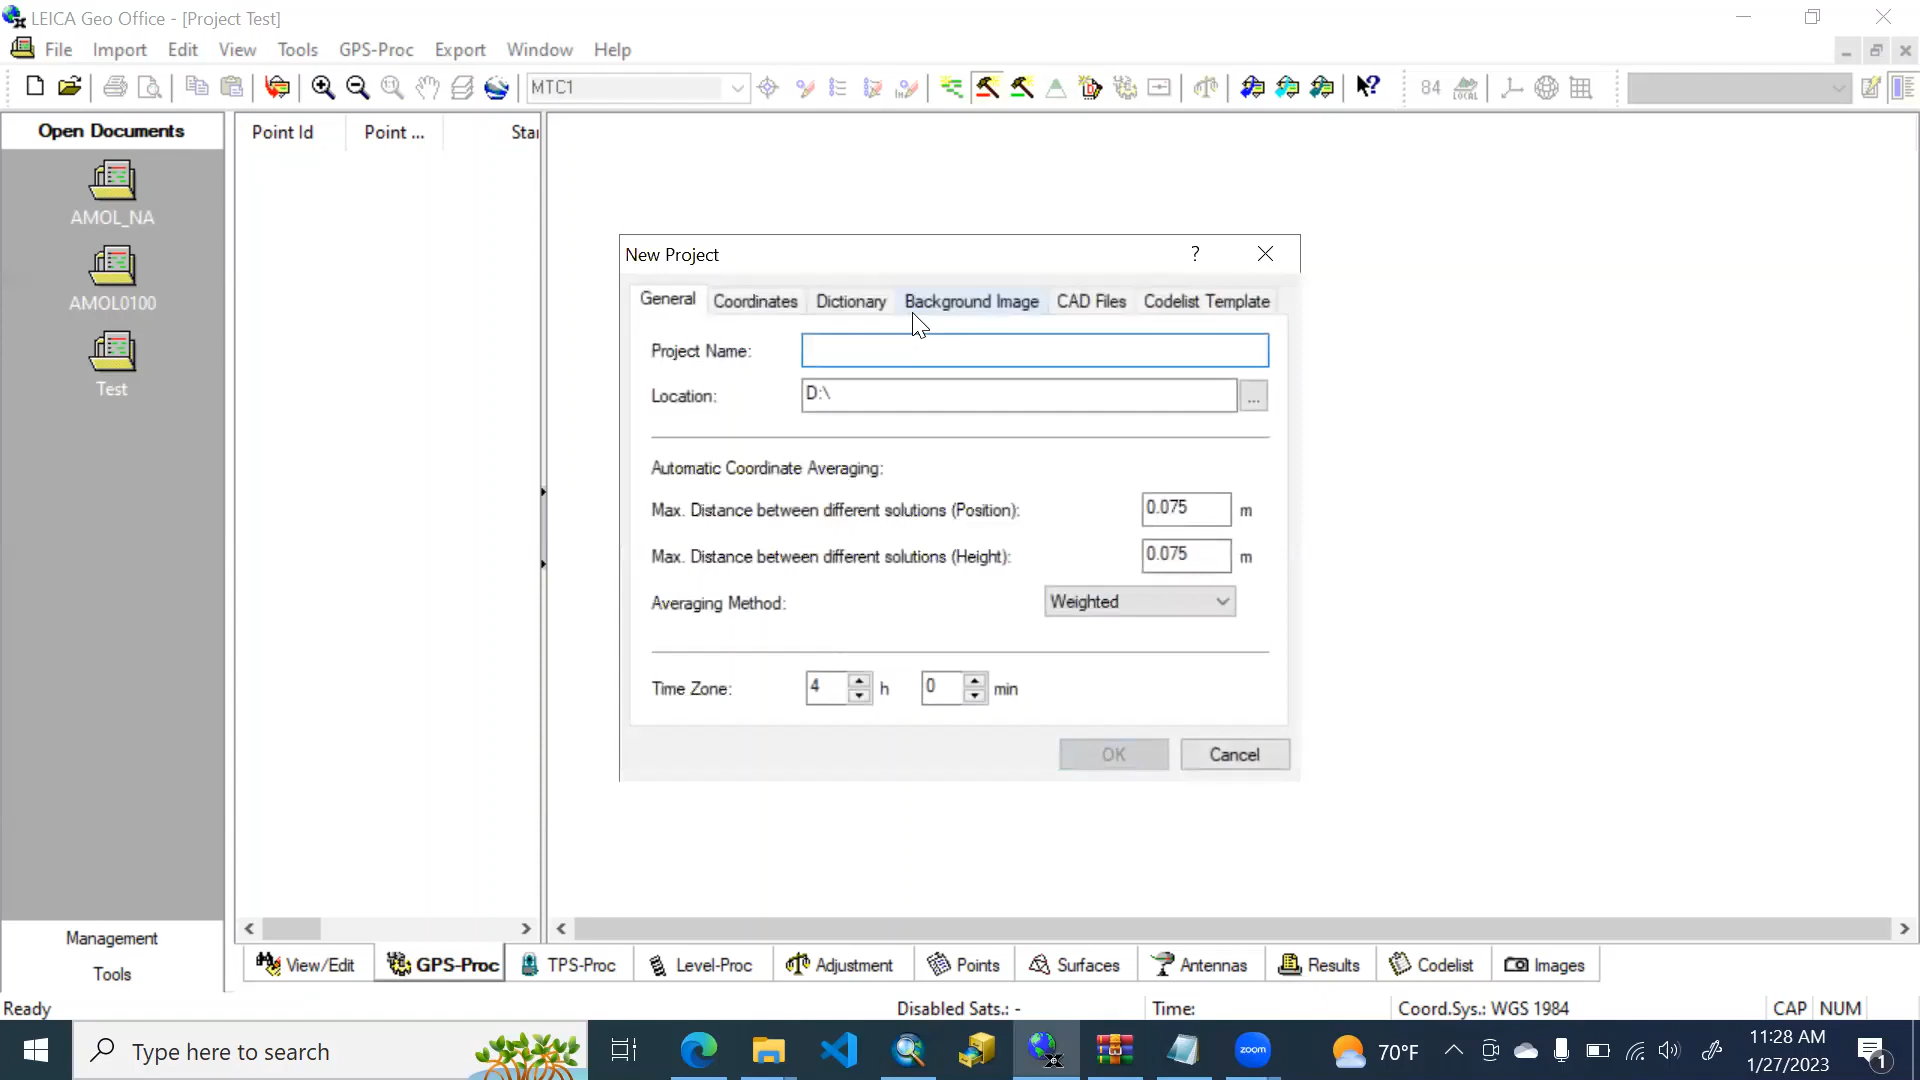 LEICA Geo Office - [Project Test]
File Import Edit View Tools GPS-Proc Export Window Help
MTC1
84
LOCAL
Open Documents
AMOL_NA
AMOL0100
Test
Management
Tools
Point Id Point ... Star
New Project
?
General Coordinates Dictionary Background Image CAD Files Codelist Template
Project Name:
Location: D:\ ...
Automatic Coordinate Averaging:
Max. Distance between different solutions (Position): 0.075 m
Max. Distance between different solutions (Height): 0.075 m
Averaging Method: Weighted
Time Zone: 4 h 0 min
OK Cancel
View/Edit GPS-Proc TPS-Proc Level-Proc Adjustment Points Surfaces Antennas Results Codelist Images
Ready Disabled Sats.: - Time: Coord.Sys.: WGS 1984 CAP NUM
Type here to search
zoom
70°F
11:28 AM
1/27/2023
1